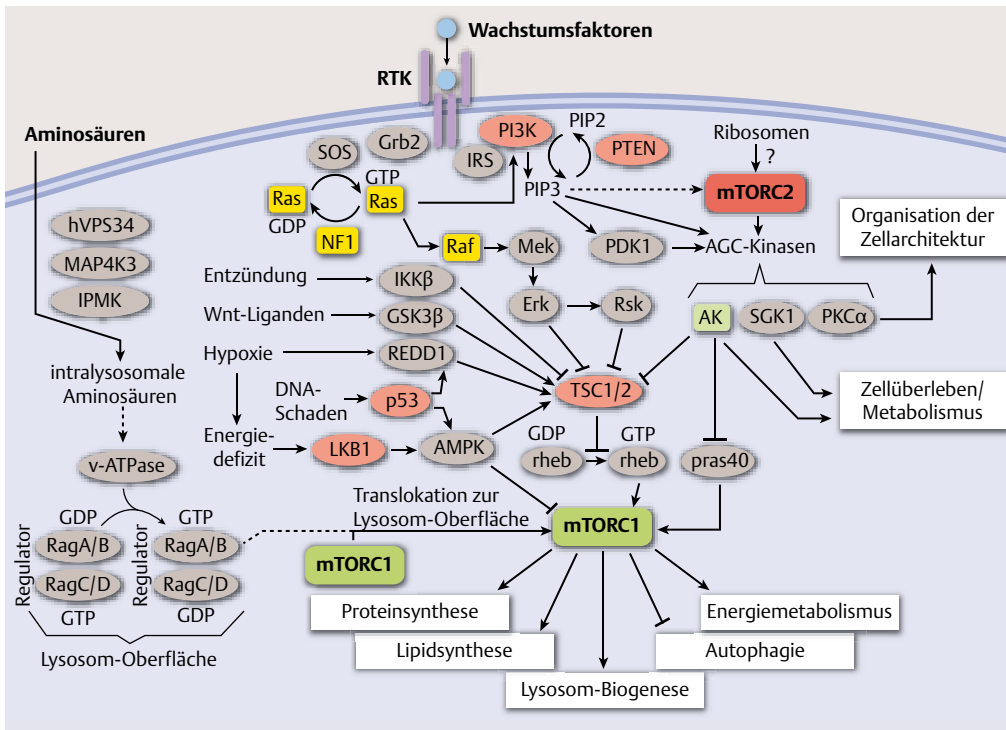 Wachstumsfaktoren
RTK
Aminosäuren
Grb2
SOS
IRS
PI3K
PIP2
PTEN
PIP3
Ribosomen
?
mTORC2
GTP
Ras
Ras
GDP
NF1
Raf
Mek
PDK1
AGC-Kinasen
Organisation der
Zellarchitektur
hVPS34
MAP4K3
IPMK
Entzündung
IKKβ
Erk
Rsk
AK
SGK1
PKCα
Wnt-Liganden
GSK3β
Hypoxie
REDD1
intralysosomale
Aminosäuren
DNA-
Schaden
p53
TSC1/2
Zellüberleben/
Metabolismus
Energie-
defizit
LKB1
AMPK
GDP
rheb
GTP
rheb
pras40
v-ATPase
Translokation zur
Lysosom-Oberfläche
mTORC1
mTORC1
Regulator
GDP
RagA/B
RagC/D
GTP
Regulator
GTP
RagA/B
RagC/D
GDP
Lysosom-Oberfläche
Proteinsynthese
Energiemetabolismus
Lipidsynthese
Autophagie
Lysosom-Biogenese